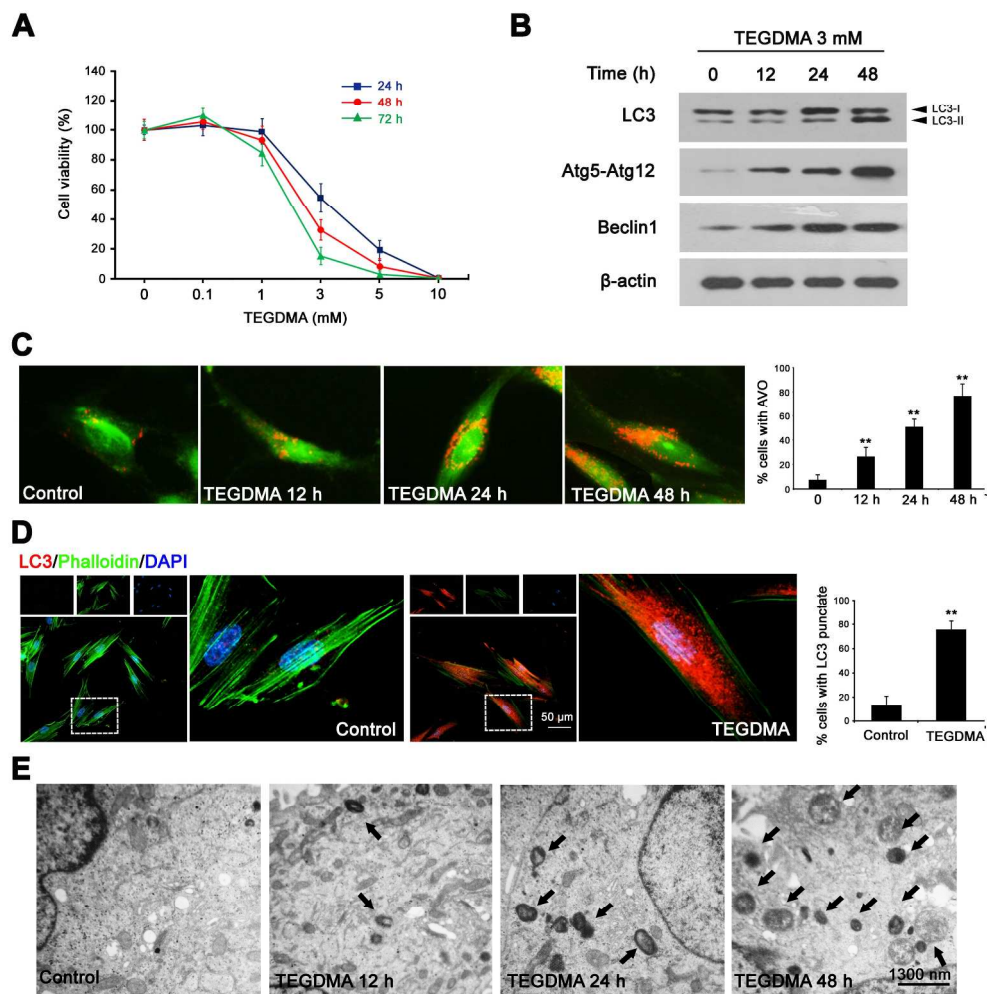 A
Cell viability (%)
140
120
100
80
60
40
20
0
0 0.1 1 3 5 10
TEGDMA (mM)
24 h
48 h
72 h
B
TEGDMA 3 mM
Time (h) 0 12 24 48
LC3
LC3-I
LC3-II
Atg5-Atg12
Beclin1
β-actin
C
Control
TEGDMA 12 h
TEGDMA 24 h
TEGDMA 48 h
% cells with AVO
100
80
60
40
20
0 12 h 24 h 48 h
** ** **
D
LC3/Phalloidin/DAPI
Control
50 μm
TEGDMA
% cells with LC3 punctate
100
80
60
40
20
0
**
Control TEGDMA
E
Control
TEGDMA 12 h
TEGDMA 24 h
TEGDMA 48 h
1300 nm